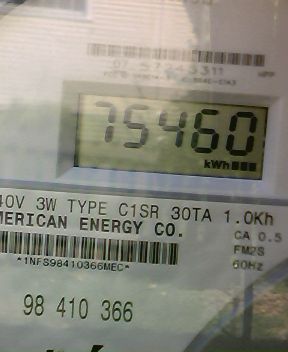 75460
kWh
40V 3W TYPE C1SR 30TA 1.0Kh
MERICAN ENERGY CO.
CA 0.5
FM2S
60Hz
*1NFS98410366MEC*
98 410 366